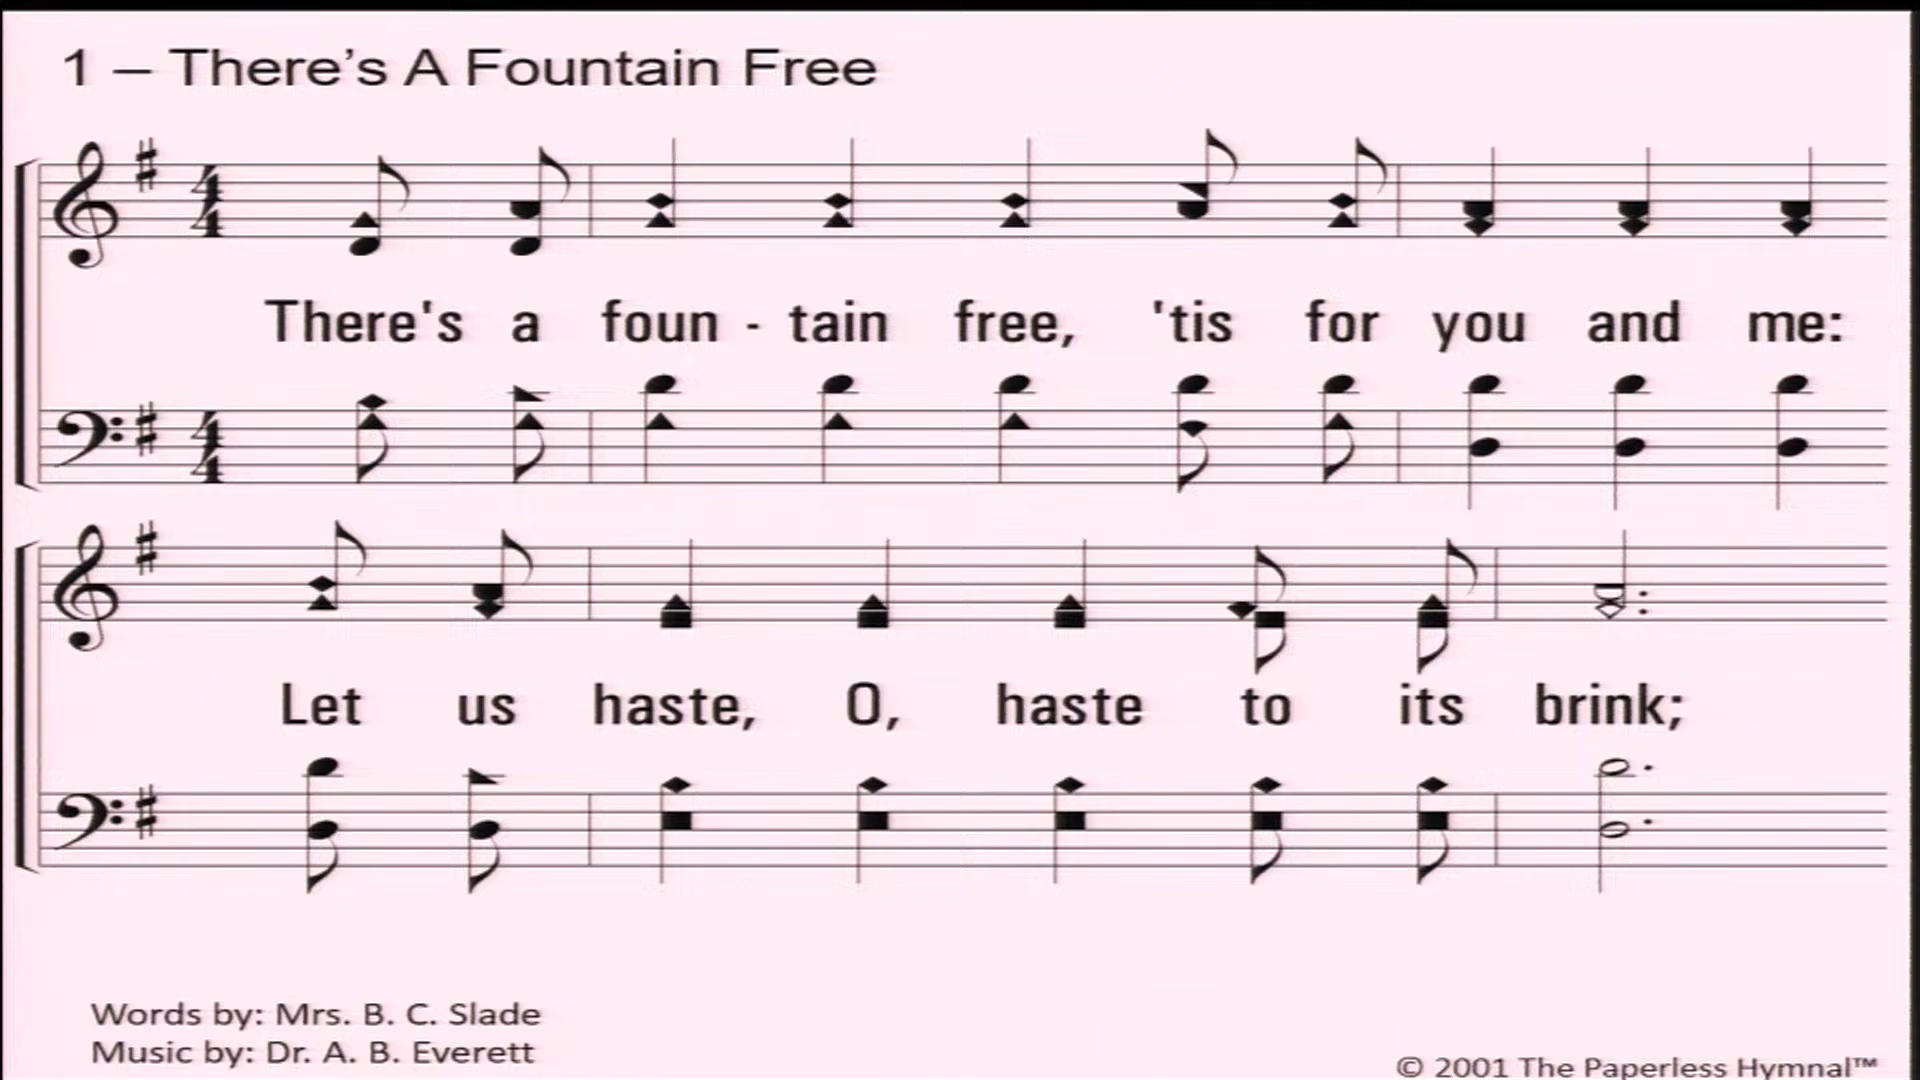 1 – There's A Fountain Free
There's a foun - tain free, 'tis for you and me:
Let us haste, O, haste to its brink;
Words by: Mrs. B. C. Slade
Music by: Dr. A. B. Everett
© 2001 The Paperless Hymnal™